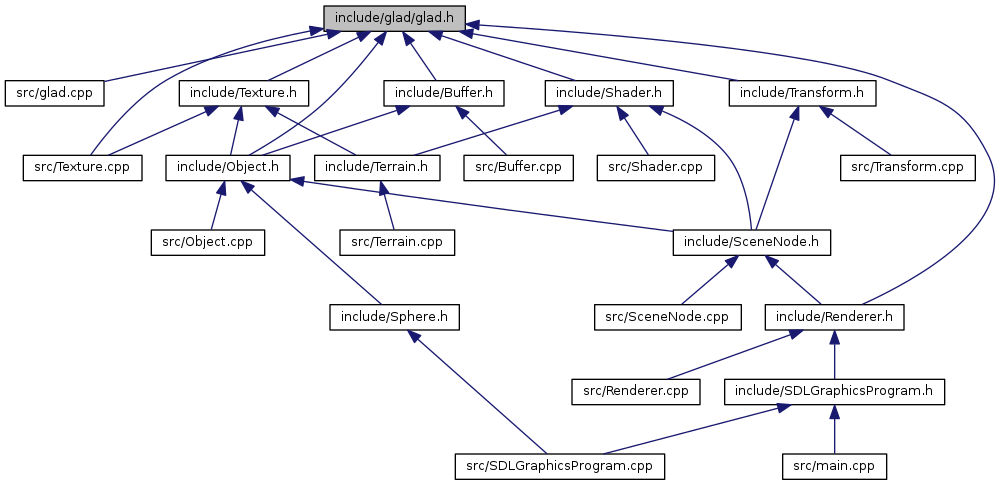 include/glad/glad.h
src/glad.cpp
include/Texture.h
include/Buffer.h
include/Shader.h
include/Transform.h
src/Texture.cpp
include/Object.h
include/Terrain.h
src/Buffer.cpp
src/Shader.cpp
src/Transform.cpp
src/Object.cpp
src/Terrain.cpp
include/SceneNode.h
include/Sphere.h
src/SceneNode.cpp
include/Renderer.h
src/Renderer.cpp
include/SDLGraphicsProgram.h
src/SDLGraphicsProgram.cpp
src/main.cpp